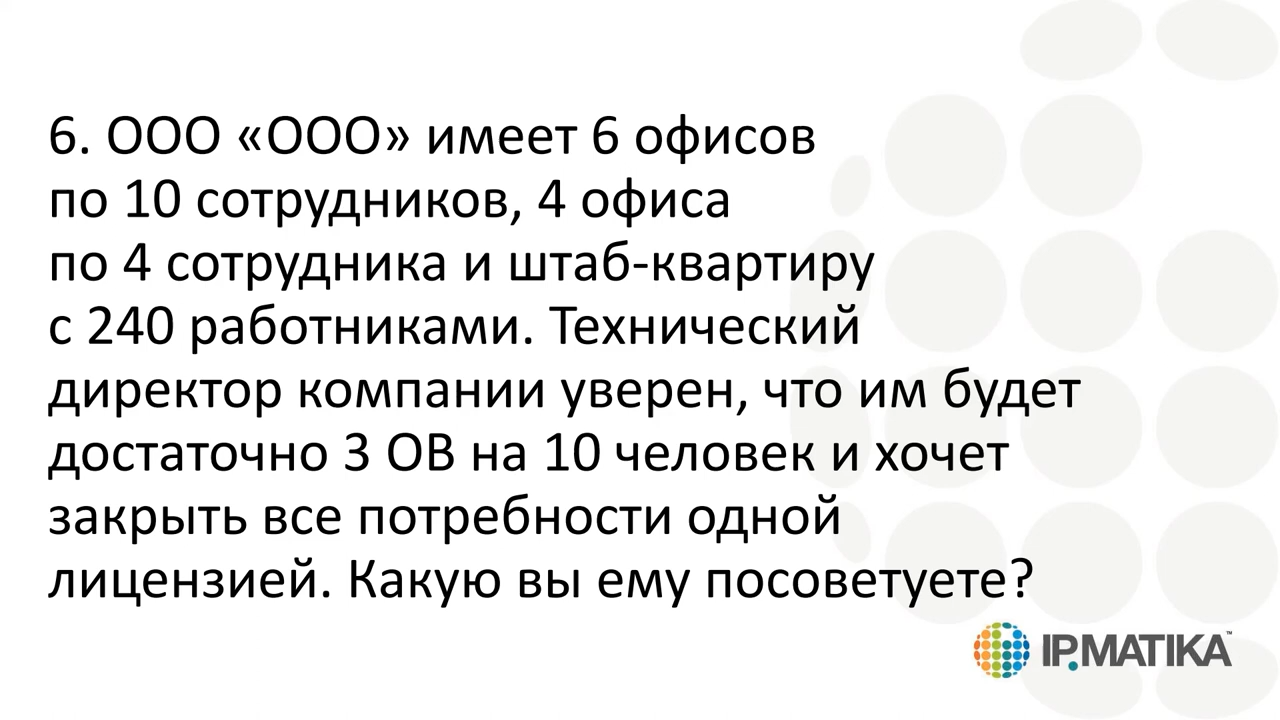 6. ООО «ООО» имеет 6 офисов
по 10 сотрудников, 4 офиса
по 4 сотрудника и штаб-квартиру
с 240 работниками. Технический
директор компании уверен, что им будет
достаточно 3 ОВ на 10 человек и хочет
закрыть все потребности одной
лицензией. Какую вы ему посоветуете?
IPMATIKA™